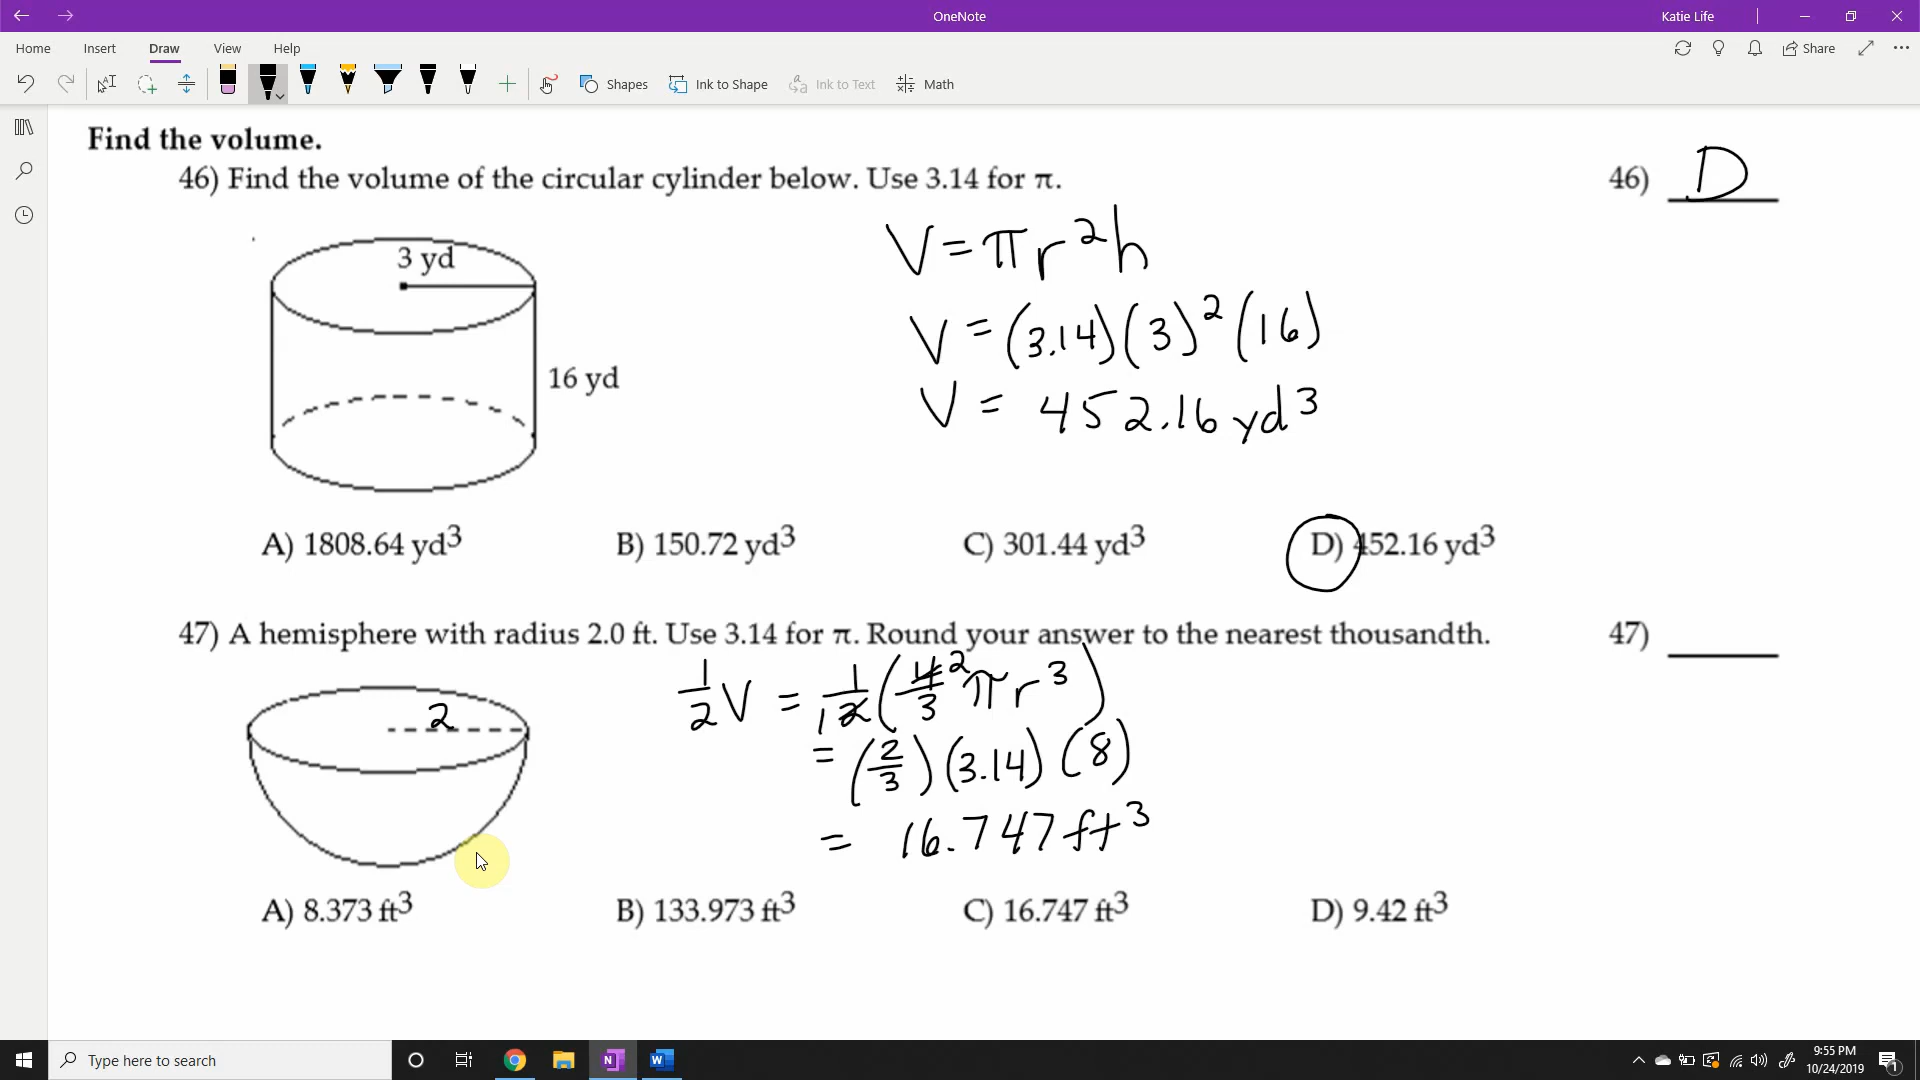 OneNote
Katie Life
Home Insert Draw View Help
Share
Shapes Ink to Shape Ink to Text Math
Find the volume.
46) Find the volume of the circular cylinder below. Use 3.14 for π.
46) D
3 yd
16 yd
V = πr²h
V = (3.14)(3)²(16)
V = 452.16 yd³
A) 1808.64 yd³ B) 150.72 yd³ C) 301.44 yd³ D) 452.16 yd³
47) A hemisphere with radius 2.0 ft. Use 3.14 for π. Round your answer to the nearest thousandth.
47)
2
1/2 V = 1/2 1 (4/3 2 πr³)
= (2/3)(3.14)(8)
= 16.747 ft³
A) 8.373 ft³ B) 133.973 ft³ C) 16.747 ft³ D) 9.42 ft³
Type here to search
9:55 PM
10/24/2019
1